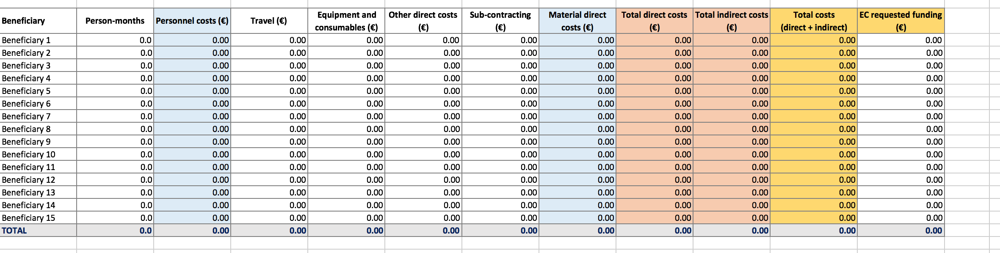 Beneficiary Person-months Personnel costs (€) Travel (€) Equipment and consumables (€) Other direct costs (€) Sub-contracting (€) Material direct costs (€) Total direct costs (€) Total indirect costs (€) Total costs (direct + indirect) EC requested funding (€)
Beneficiary 1 0.0 0.00 0.00 0.00 0.00 0.00 0.00 0.00 0.00 0.00 0.00
Beneficiary 2 0.0 0.00 0.00 0.00 0.00 0.00 0.00 0.00 0.00 0.00 0.00
Beneficiary 3 0.0 0.00 0.00 0.00 0.00 0.00 0.00 0.00 0.00 0.00 0.00
Beneficiary 4 0.0 0.00 0.00 0.00 0.00 0.00 0.00 0.00 0.00 0.00 0.00
Beneficiary 5 0.0 0.00 0.00 0.00 0.00 0.00 0.00 0.00 0.00 0.00 0.00
Beneficiary 6 0.0 0.00 0.00 0.00 0.00 0.00 0.00 0.00 0.00 0.00 0.00
Beneficiary 7 0.0 0.00 0.00 0.00 0.00 0.00 0.00 0.00 0.00 0.00 0.00
Beneficiary 8 0.0 0.00 0.00 0.00 0.00 0.00 0.00 0.00 0.00 0.00 0.00
Beneficiary 9 0.0 0.00 0.00 0.00 0.00 0.00 0.00 0.00 0.00 0.00 0.00
Beneficiary 10 0.0 0.00 0.00 0.00 0.00 0.00 0.00 0.00 0.00 0.00 0.00
Beneficiary 11 0.0 0.00 0.00 0.00 0.00 0.00 0.00 0.00 0.00 0.00 0.00
Beneficiary 12 0.0 0.00 0.00 0.00 0.00 0.00 0.00 0.00 0.00 0.00 0.00
Beneficiary 13 0.0 0.00 0.00 0.00 0.00 0.00 0.00 0.00 0.00 0.00 0.00
Beneficiary 14 0.0 0.00 0.00 0.00 0.00 0.00 0.00 0.00 0.00 0.00 0.00
Beneficiary 15 0.0 0.00 0.00 0.00 0.00 0.00 0.00 0.00 0.00 0.00 0.00
TOTAL 0.0 0.00 0.00 0.00 0.00 0.00 0.00 0.00 0.00 0.00 0.00